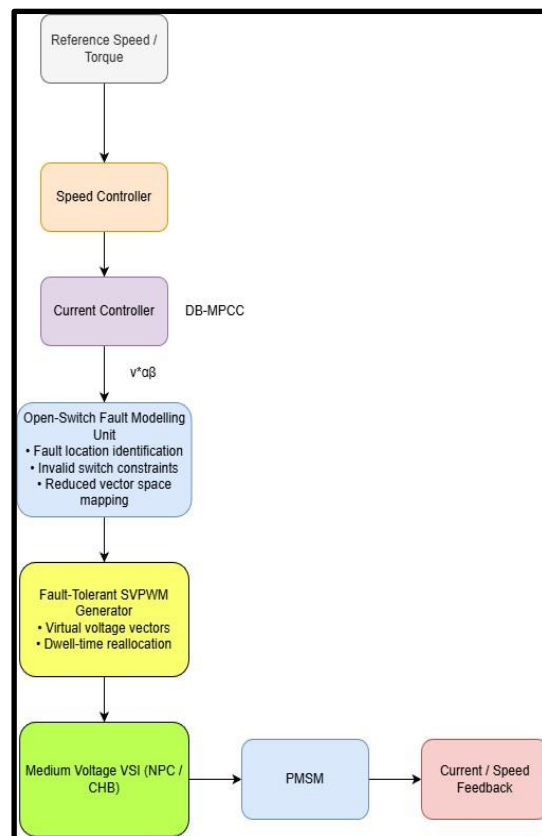 Reference Speed /
Torque
Speed Controller
Current Controller
DB-MPCC
v*αβ
Open-Switch Fault Modelling
Unit
• Fault location identification
• Invalid switch constraints
• Reduced vector space
mapping
Fault-Tolerant SVPWM
Generator
• Virtual voltage vectors
• Dwell-time reallocation
Medium Voltage VSI (NPC /
CHB)
PMSM
Current / Speed
Feedback